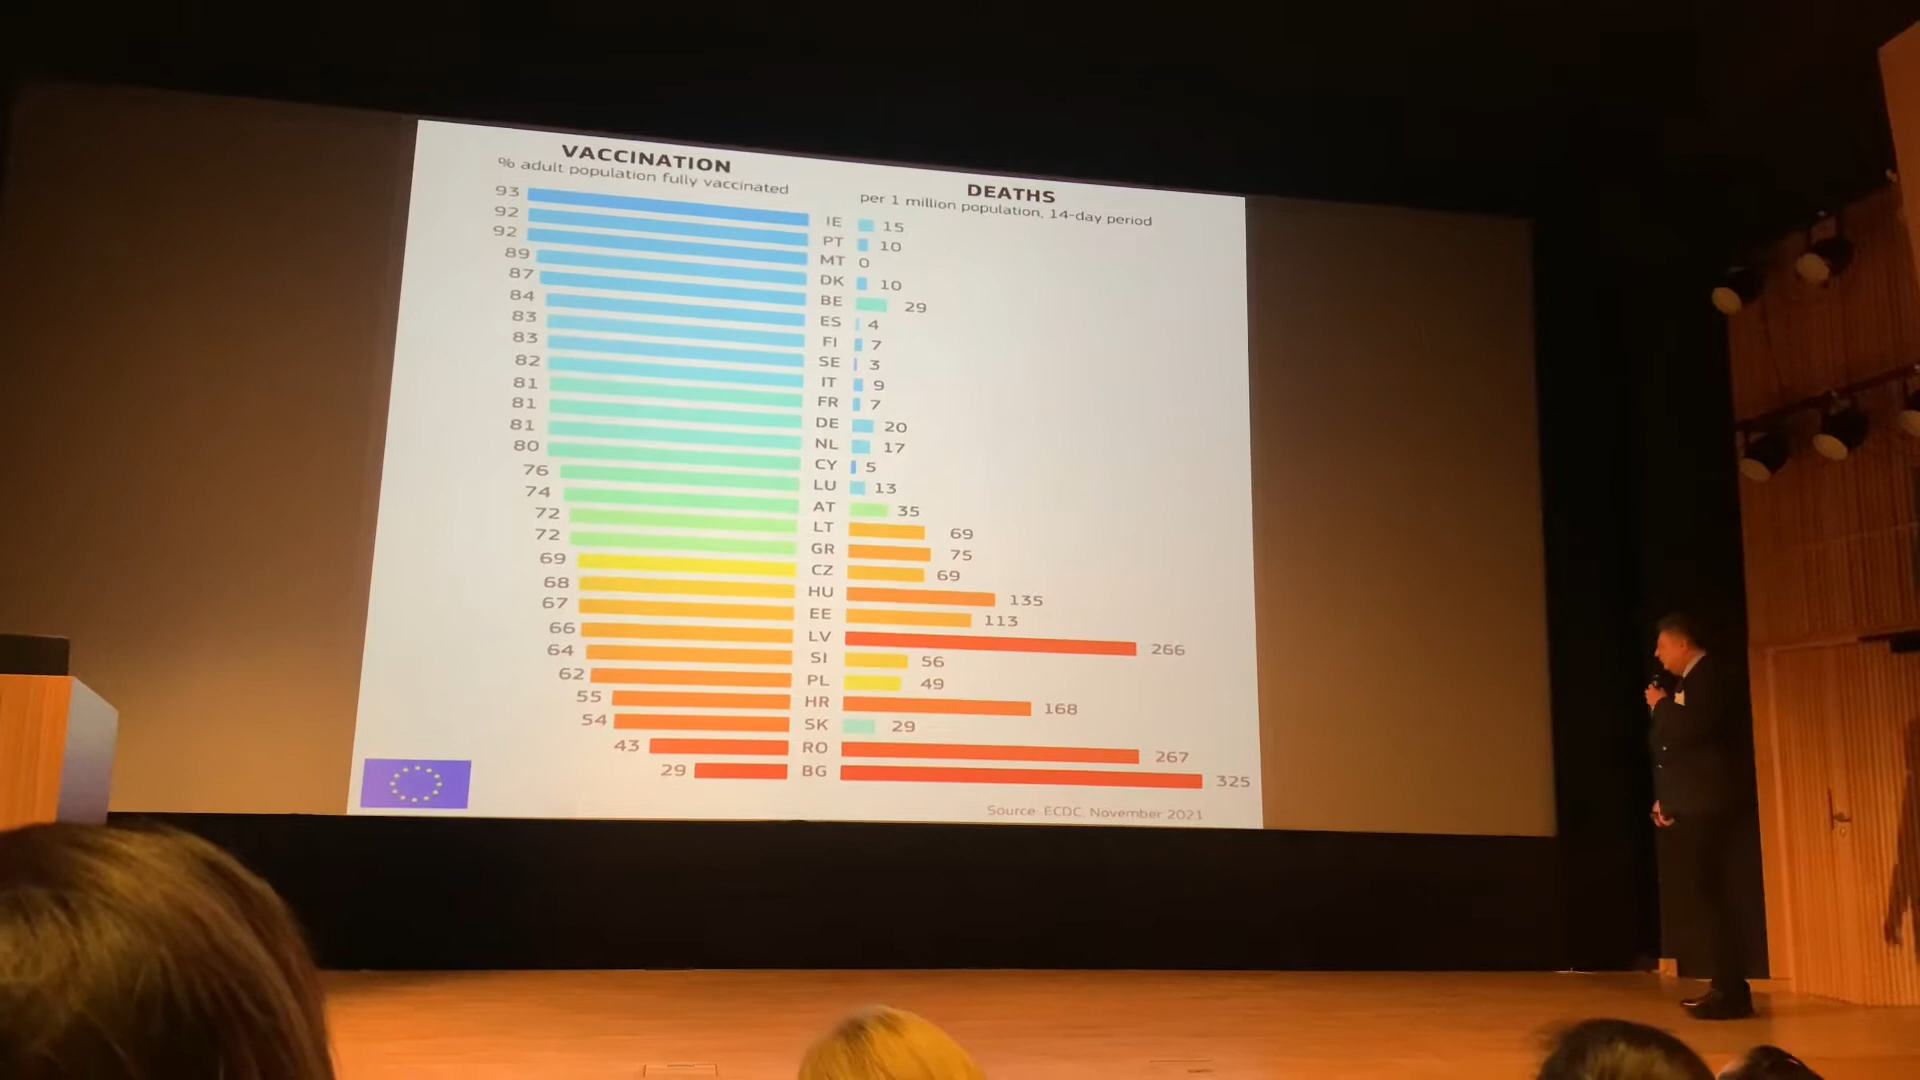 VACCINATION
% adult population fully vaccinated
DEATHS
per 1 million population, 14-day period
93 IE 15
92 PT 10
92 MT 0
89 DK 10
87 BE 29
84 ES 4
83 FI 7
83 SE 3
82 IT 9
81 FR 7
81 DE 20
81 NL 17
80 CY 5
76 LU 13
74 AT 35
72 LT 69
72 GR 75
69 CZ 69
68 HU 135
67 EE 113
66 LV 266
64 SI 56
62 PL 49
55 HR 168
54 SK 29
43 RO 267
29 BG 325
Source: ECDC, November 2021